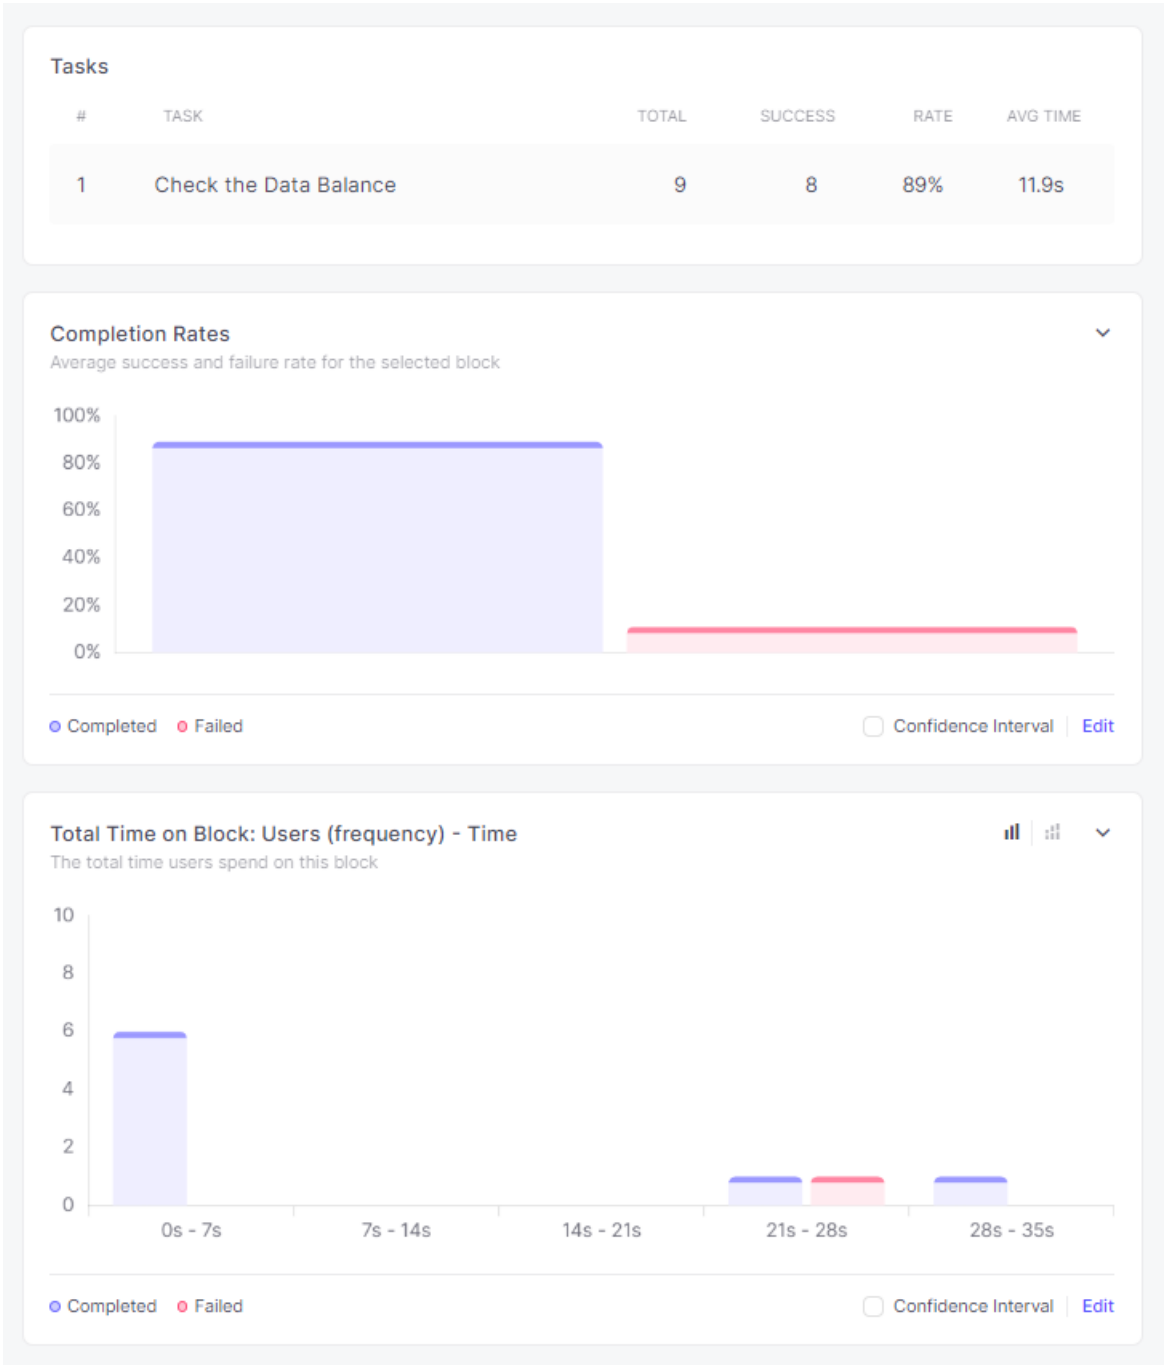 Tasks
# TASK TOTAL SUCCESS RATE AVG TIME
1 Check the Data Balance 9 8 89% 11.9s
Completion Rates
Average success and failure rate for the selected block
100%
80%
60%
40%
20%
0%
Completed Failed Confidence Interval Edit
Total Time on Block: Users (frequency) - Time
The total time users spend on this block
10
8
6
4
2
0
0s - 7s 7s - 14s 14s - 21s 21s - 28s 28s - 35s
Completed Failed Confidence Interval Edit